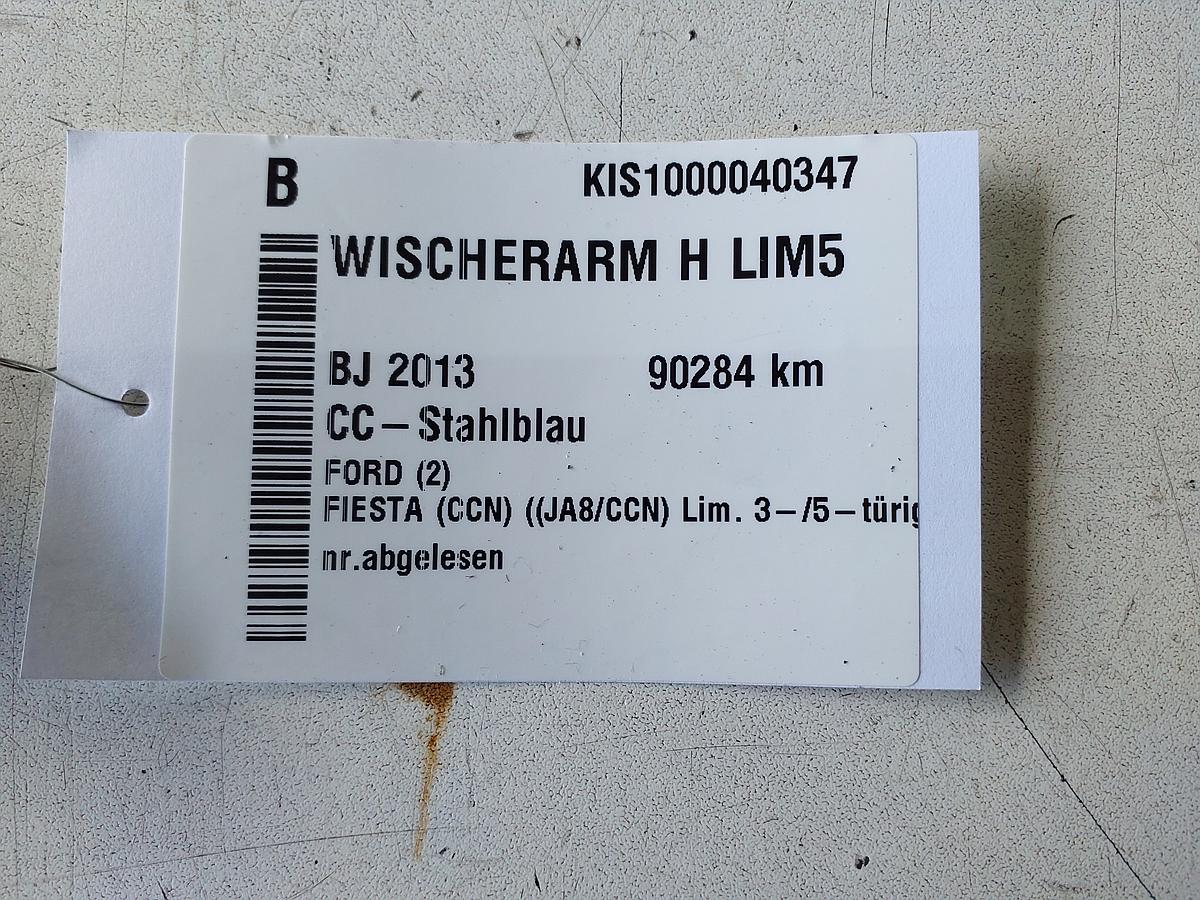 B KIS1000040347
WISCHERARM H LIM5
BJ 2013 90284 km
CC-Stahlblau
FORD (2)
FIESTA (CCN) ((JA8/CCN) Lim. 3-/5-türig
nr.abgelesen